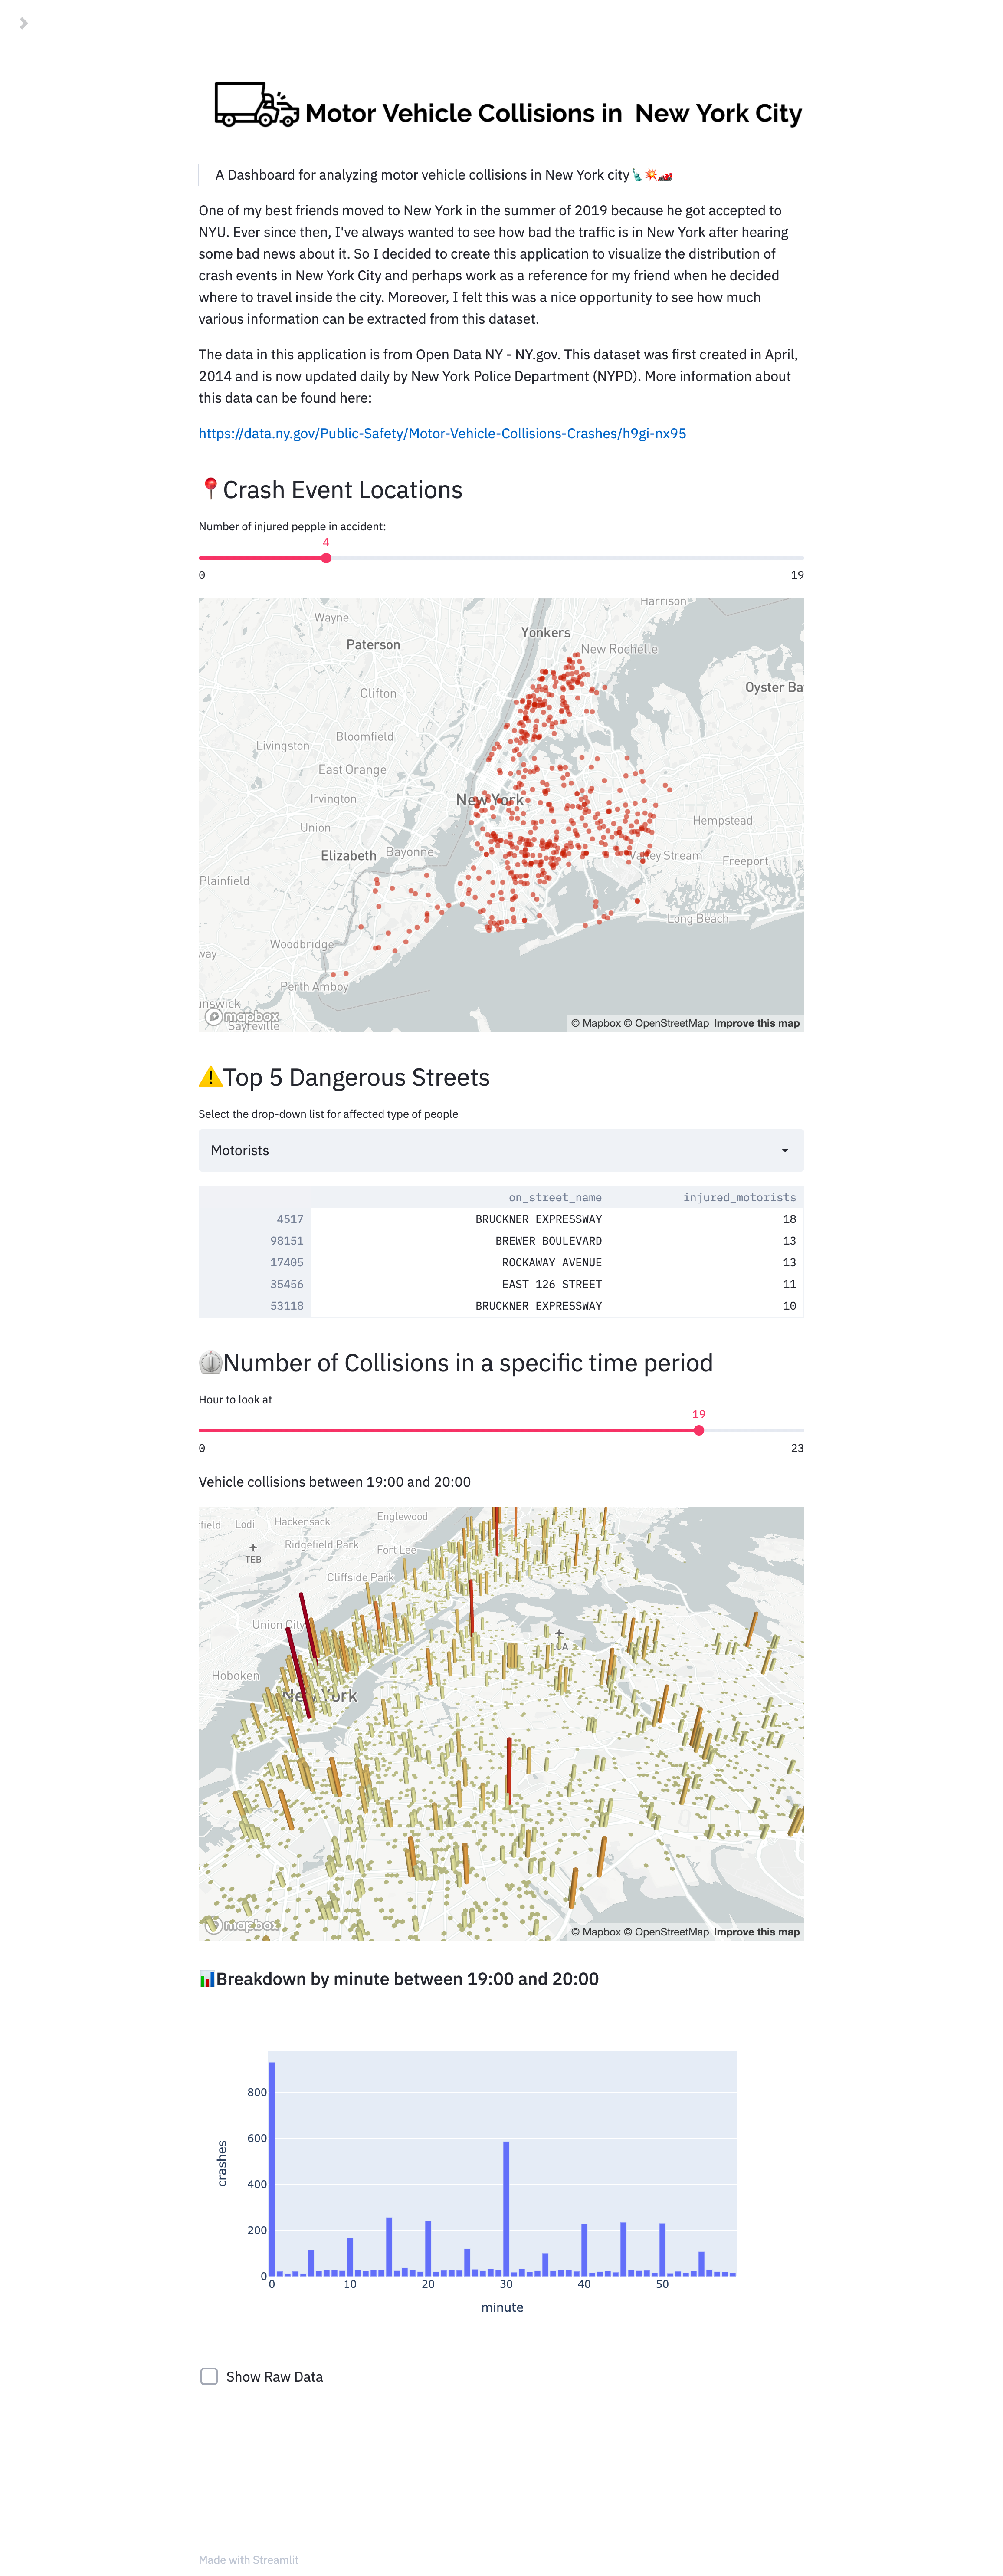 Motor Vehicle Collisions in New York City
A Dashboard for analyzing motor vehicle collisions in New York city
One of my best friends moved to New York in the summer of 2019 because he got accepted to
NYU. Ever since then, I've always wanted to see how bad the traffic is in New York after hearing
some bad news about it. So I decided to create this application to visualize the distribution of
crash events in New York City and perhaps work as a reference for my friend when he decided
where to travel inside the city. Moreover, I felt this was a nice opportunity to see how much
various information can be extracted from this dataset.
The data in this application is from Open Data NY - NY.gov. This dataset was first created in April,
2014 and is now updated daily by New York Police Department (NYPD). More information about
this data can be found here:
https://data.ny.gov/Public-Safety/Motor-Vehicle-Collisions-Crashes/h9gi-nx95
Crash Event Locations
Number of injured pepple in accident:
4
0 19
Harrison
Wayne
Yonkers
Paterson
New Rochelle
Oyster Ba
Clifton
Bloomfield
Livingston
East Orange
Irvington
New York
Hempstead
Union
Elizabeth
Bayonne
Valley Stream
Freeport
Plainfield
Long Beach
Woodbridge
way
Perth Amboy
unswick
mapbox
Sayreville
© Mapbox © OpenStreetMap Improve this map
Top 5 Dangerous Streets
Select the drop-down list for affected type of people
Motorists
on_street_name injured_motorists
4517 BRUCKNER EXPRESSWAY 18
98151 BREWER BOULEVARD 13
17405 ROCKAWAY AVENUE 13
35456 EAST 126 STREET 11
53118 BRUCKNER EXPRESSWAY 10
Number of Collisions in a specific time period
Hour to look at
19
0 23
Vehicle collisions between 19:00 and 20:00
Englewood
Hackensack
Lodi
rfield
Ridgefield Park
Fort Lee
TEB
Cliffside Park
Union City
Hoboken
New York
mapbox
© Mapbox © OpenStreetMap Improve this map
Breakdown by minute between 19:00 and 20:00
800
600
400
200
0
crashes
0 10 20 30 40 50
minute
Show Raw Data
Made with Streamlit